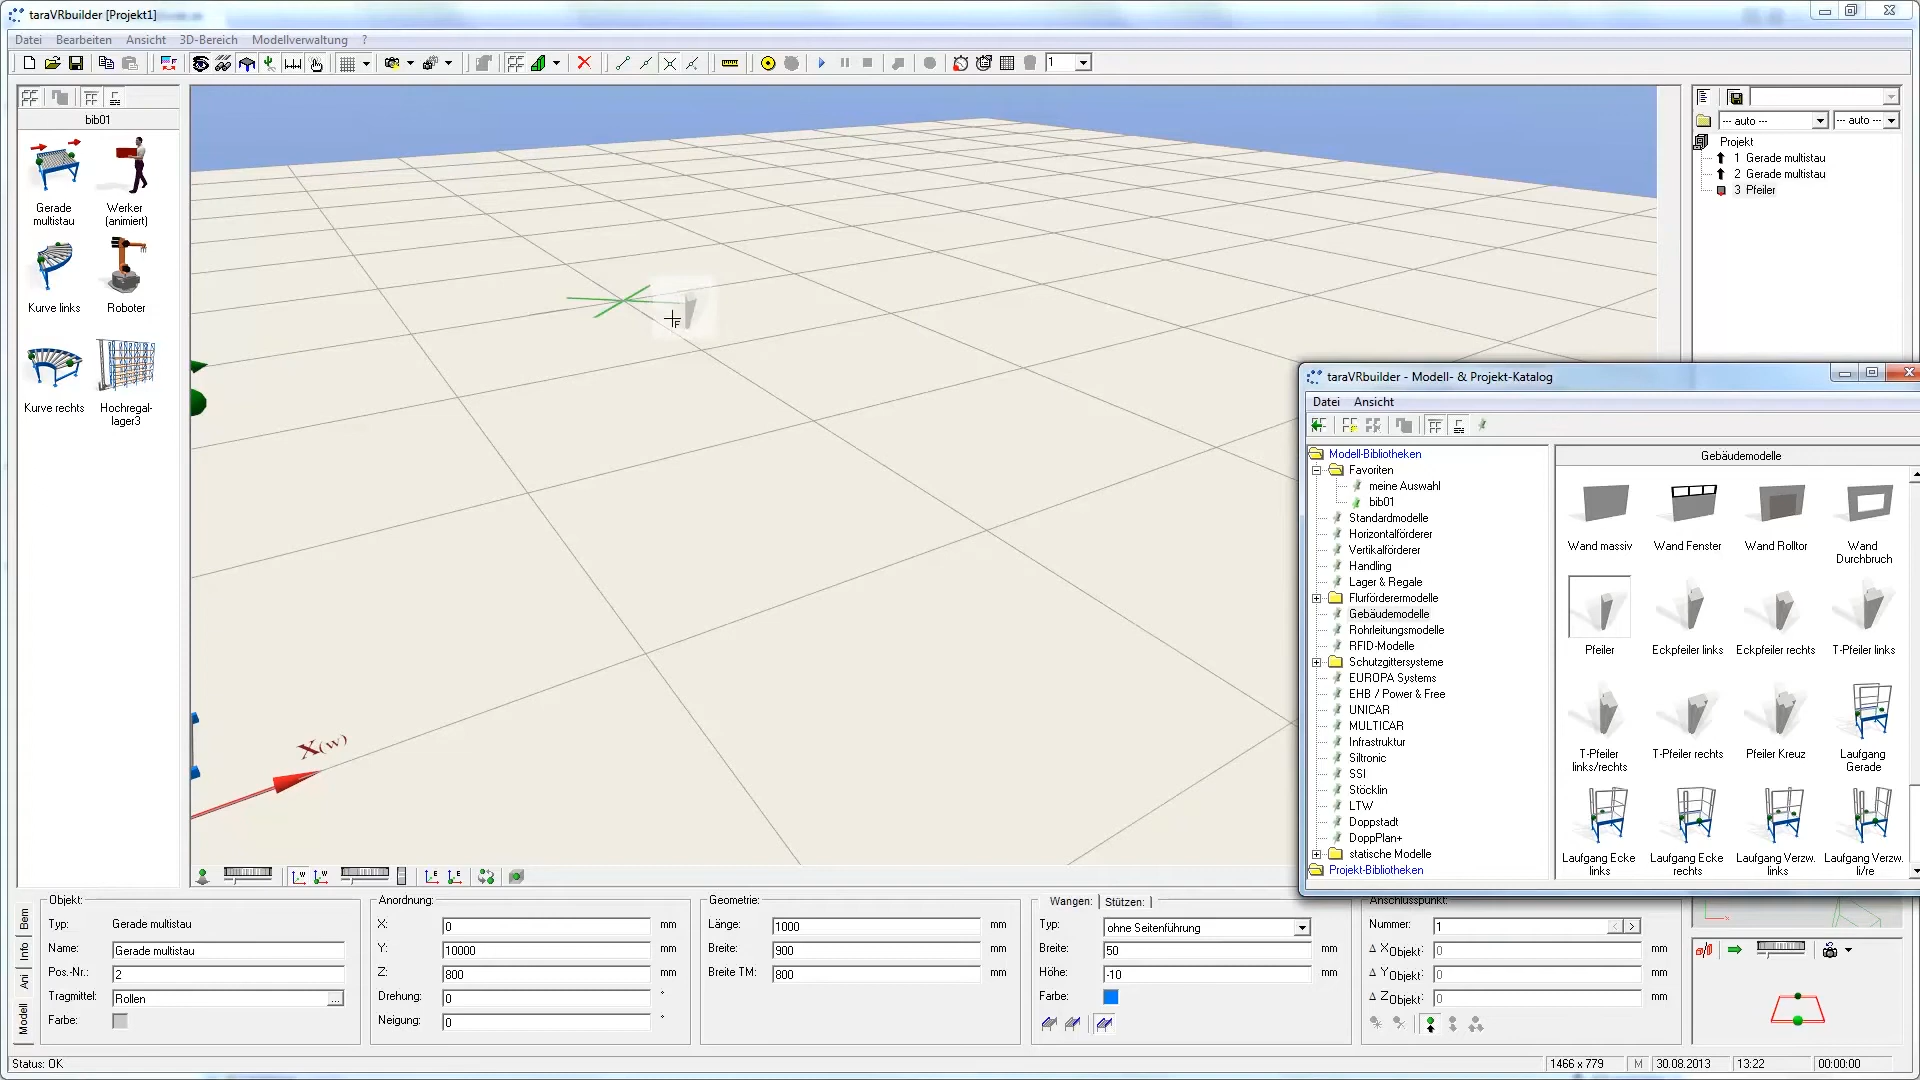 taraVRbuilder [Projekt1]
Datei Bearbeiten Ansicht 3D-Bereich Modellverwaltung ?
1
bib01
Gerade multistau
Werker (animiert)
Kurve links
Roboter
Kurve rechts
Hochregal-lager3
X(w)
-- auto --
-- auto --
Projekt
1 Gerade multistau
2 Gerade multistau
3 Pfeiler
taraVRbuilder - Modell- & Projekt-Katalog
Datei Ansicht
Modell-Bibliotheken
Favoriten
meine Auswahl
bib01
Standardmodelle
Horizontalförderer
Vertikalförderer
Handling
Lager & Regale
Flurförderermodelle
Gebäudemodelle
Rohrleitungsmodelle
RFID-Modelle
Schutzgittersysteme
EUROPA Systems
EHB / Power & Free
UNICAR
MULTICAR
Infrastruktur
Siltronic
SSI
Stöcklin
LTW
Doppstadt
DoppPlan+
statische Modelle
Projekt-Bibliotheken
Gebäudemodelle
Wand massiv
Wand Fenster
Wand Rolltor
Wand Durchbruch
Pfeiler
Eckpfeiler links
Eckpfeiler rechts
T-Pfeiler links
T-Pfeiler links/rechts
T-Pfeiler rechts
Pfeiler Kreuz
Laufgang Gerade
Laufgang Ecke links
Laufgang Ecke rechts
Laufgang Verzw. links
Laufgang Verzw. li/re
Bem
Info
Ani
Modell
Objekt:
Typ: Gerade multistau
Name: Gerade multistau
Pos.-Nr.: 2
Tragmittel: Rollen ...
Farbe:
Anordnung:
X: 0 mm
Y: 10000 mm
Z: 800 mm
Drehung: 0 °
Neigung: 0 °
Geometrie:
Länge: 1000 mm
Breite: 900 mm
Breite TM: 800 mm
Wangen: Stützen:
Typ: ohne Seitenführung
Breite: 50 mm
Höhe: -10 mm
Farbe:
Anschlusspunkt:
Nummer: 1
Δ X Objekt: 0 mm
Δ Y Objekt: 0 mm
Δ Z Objekt: 0 mm
Status: OK
1466 x 779 M 30.08.2013 13:22 00:00:00